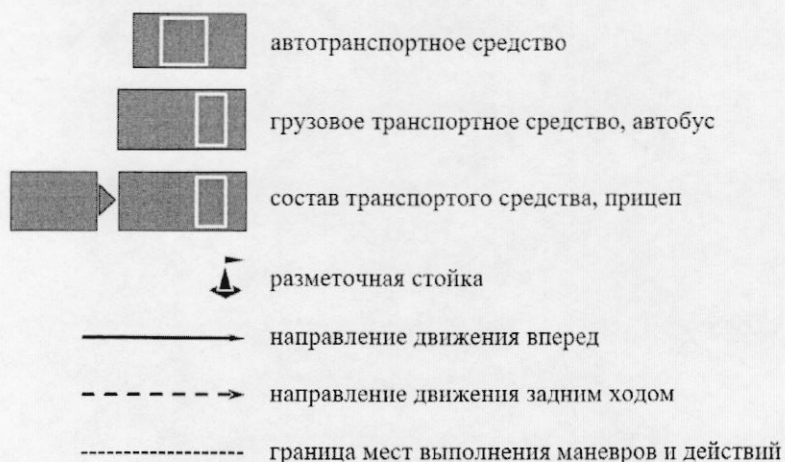 автотранспортное средство
грузовое транспортное средство, автобус
состав транспортого средства, прицеп
разметочная стойка
направление движения вперед
направление движения задним ходом
граница мест выполнения маневров и действий